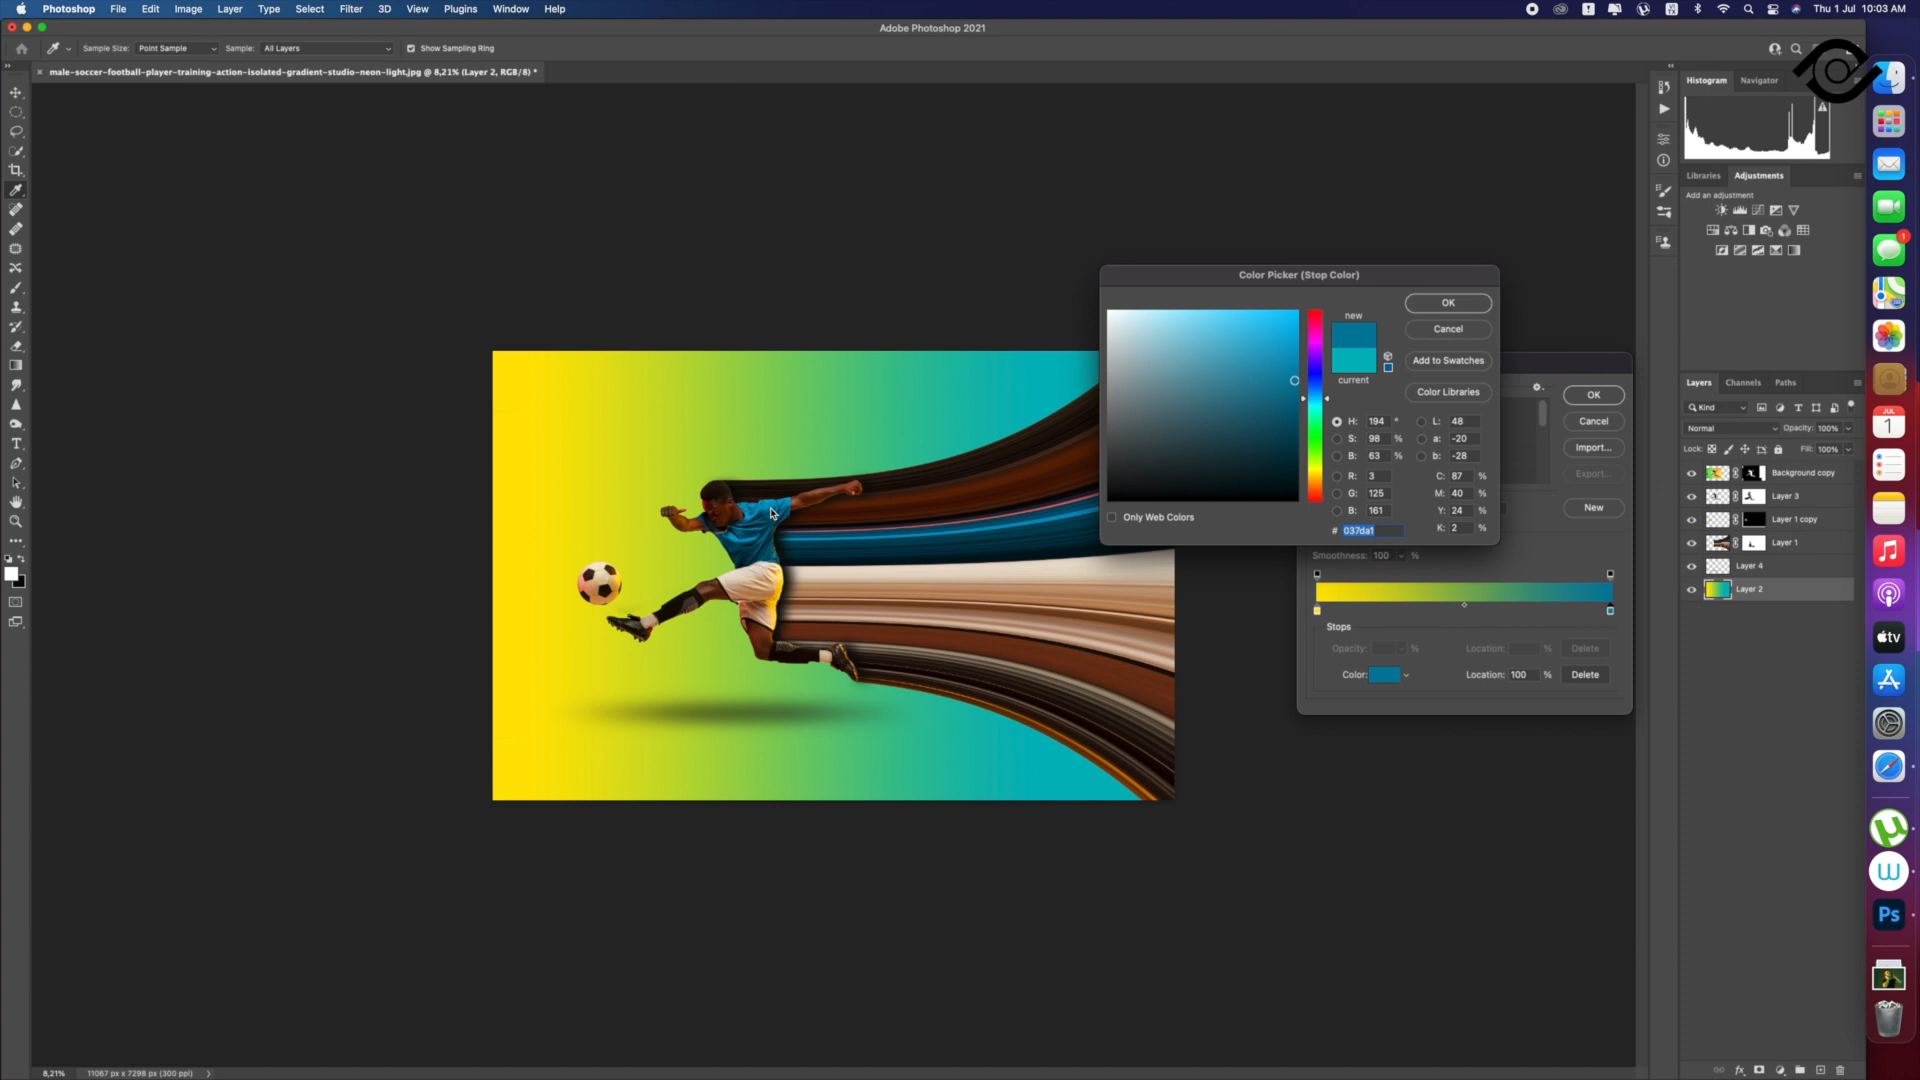 Photoshop File Edit Image Layer Type Select Filter 3D View Plugins Window Help Thu 1 Jul 10:03 AM
Adobe Photoshop 2021
Sample Size: Point Sample Sample: All Layers Show Sampling Ring
male-soccer-football-player-training-action-isolated-gradient-studio-neon-light.jpg @ 8,21% (Layer 2, RGB/8) *
Histogram Navigator
Libraries Adjustments
Add an adjustment
Color Picker (Stop Color)
new
current
OK
Cancel
Add to Swatches
Color Libraries
H: 194 °
S: 98 %
B: 63 %
R: 3
G: 125
B: 161
# 037da1
L: 48
a: -20
b: -28
C: 87 %
M: 40 %
Y: 24 %
K: 2 %
Only Web Colors
OK
Cancel
Import...
Export...
New
Smoothness: 100 %
Stops
Opacity: % Location: % Delete
Color: Location: 100 % Delete
Layers Channels Paths
Kind
Normal Opacity: 100%
Lock: Fill: 100%
Background copy
Layer 3
Layer 1 copy
Layer 1
Layer 4
Layer 2
1
JUL
1
tv
Ps
8,21% 11067 px x 7298 px (300 ppi)